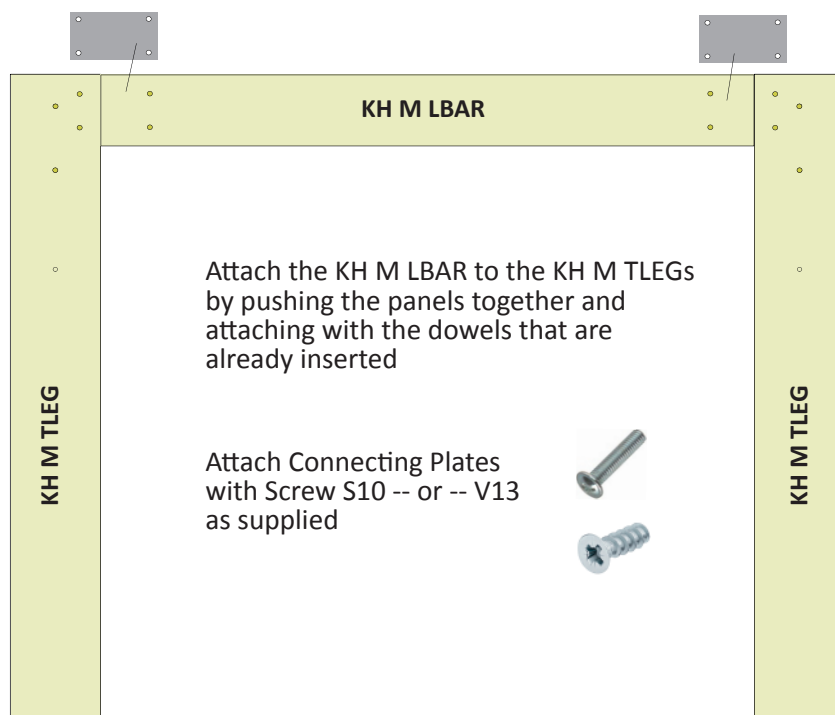 KH M LBAR
Attach the KH M LBAR to the KH M TLEGs
by pushing the panels together and
attaching with the dowels that are
already inserted
KH M TLEG
KH M TLEG
Attach Connecting Plates
with Screw S10 -- or -- V13
as supplied